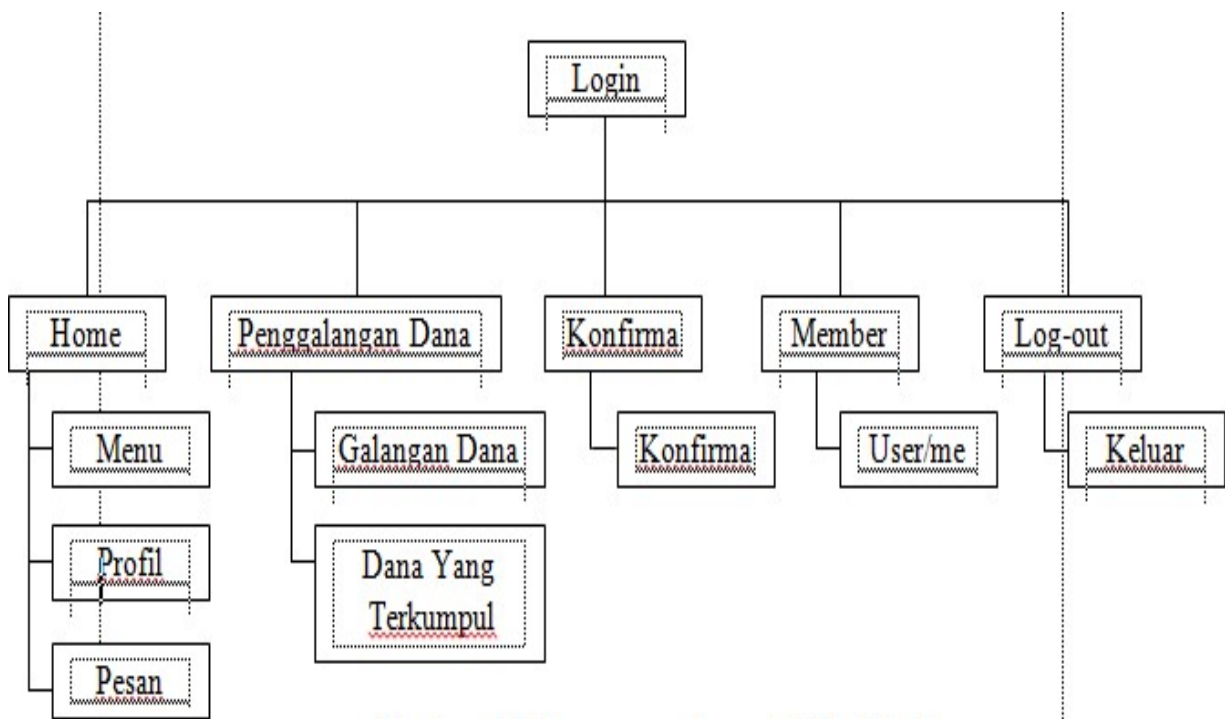 Login
Home
Penggalangan Dana
Konfirma
Member
Log-out
Menu
Galangan Dana
Konfirma
User/me
Keluar
Profil
Dana Yang
Terkumpul
Pesan